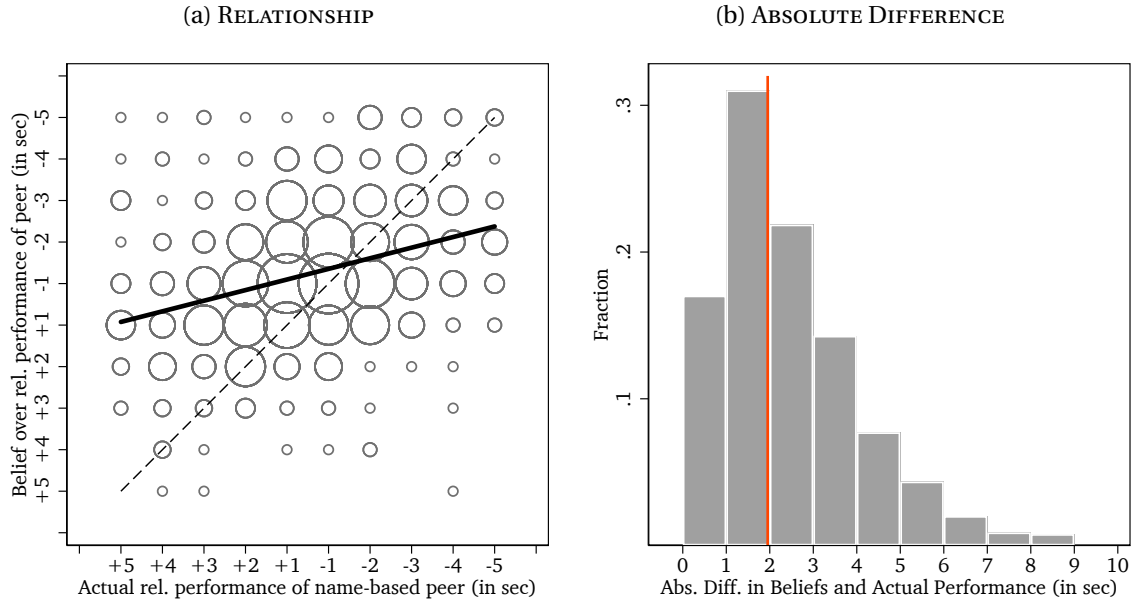 (a) RELATIONSHIP
Belief over rel. performance of peer (in sec)
-5
-4
-3
-2
-1
+1
+2
+3
+4
+5
+5 +4 +3 +2 +1 -1 -2 -3 -4 -5
Actual rel. performance of name-based peer (in sec)
(b) ABSOLUTE DIFFERENCE
Fraction
.3
.2
.1
0 1 2 3 4 5 6 7 8 9 10
Abs. Diff. in Beliefs and Actual Performance (in sec)